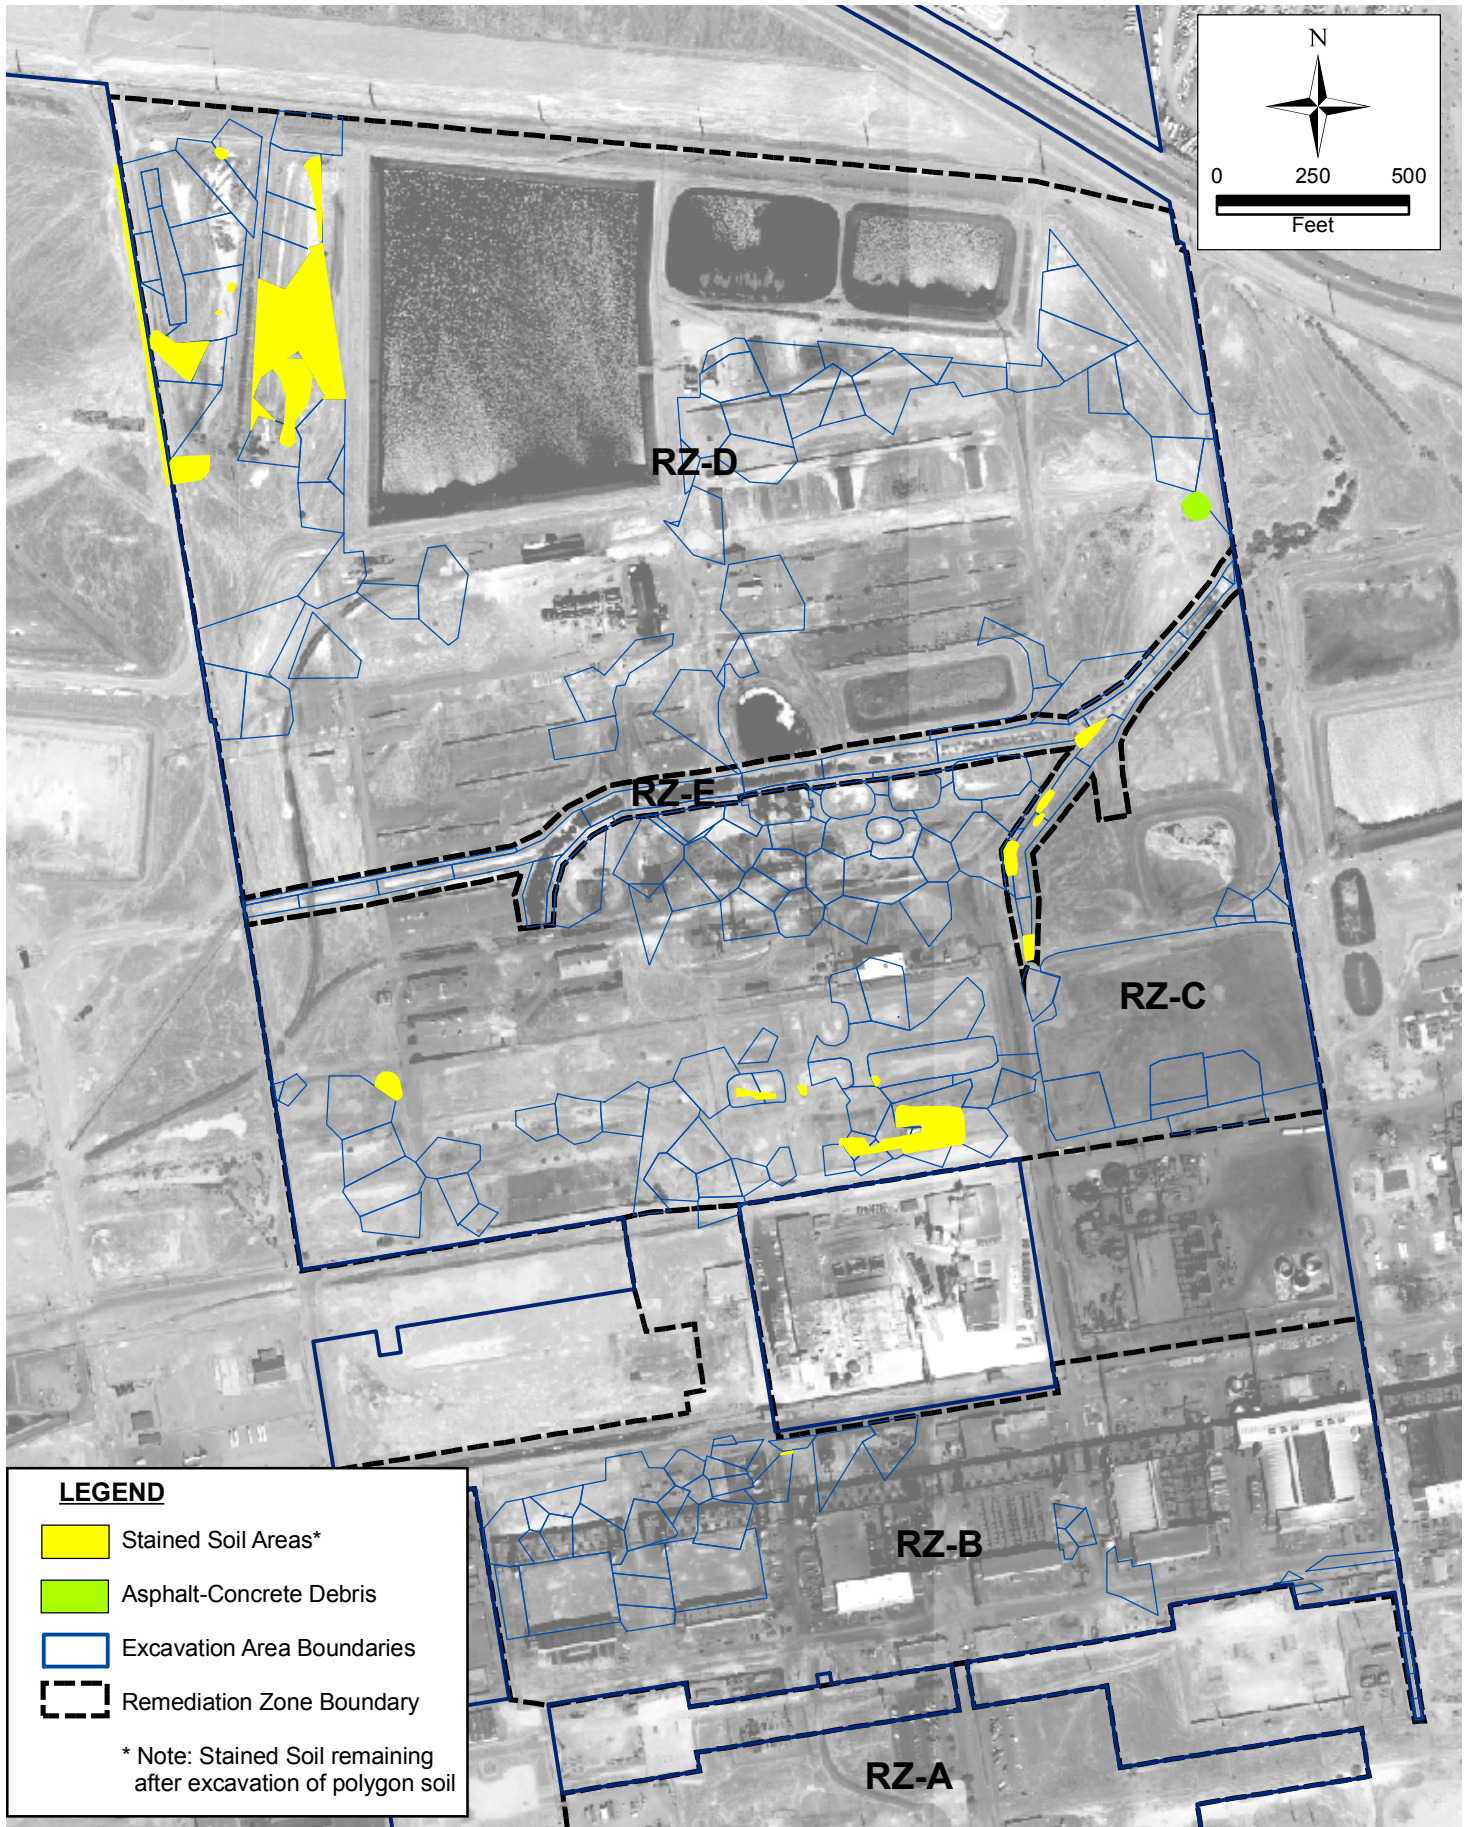 N
0 250 500
Feet
RZ-D
RZ-E
RZ-C
RZ-B
RZ-A
LEGEND
Stained Soil Areas*
Asphalt-Concrete Debris
Excavation Area Boundaries
Remediation Zone Boundary
* Note: Stained Soil remaining
after excavation of polygon soil